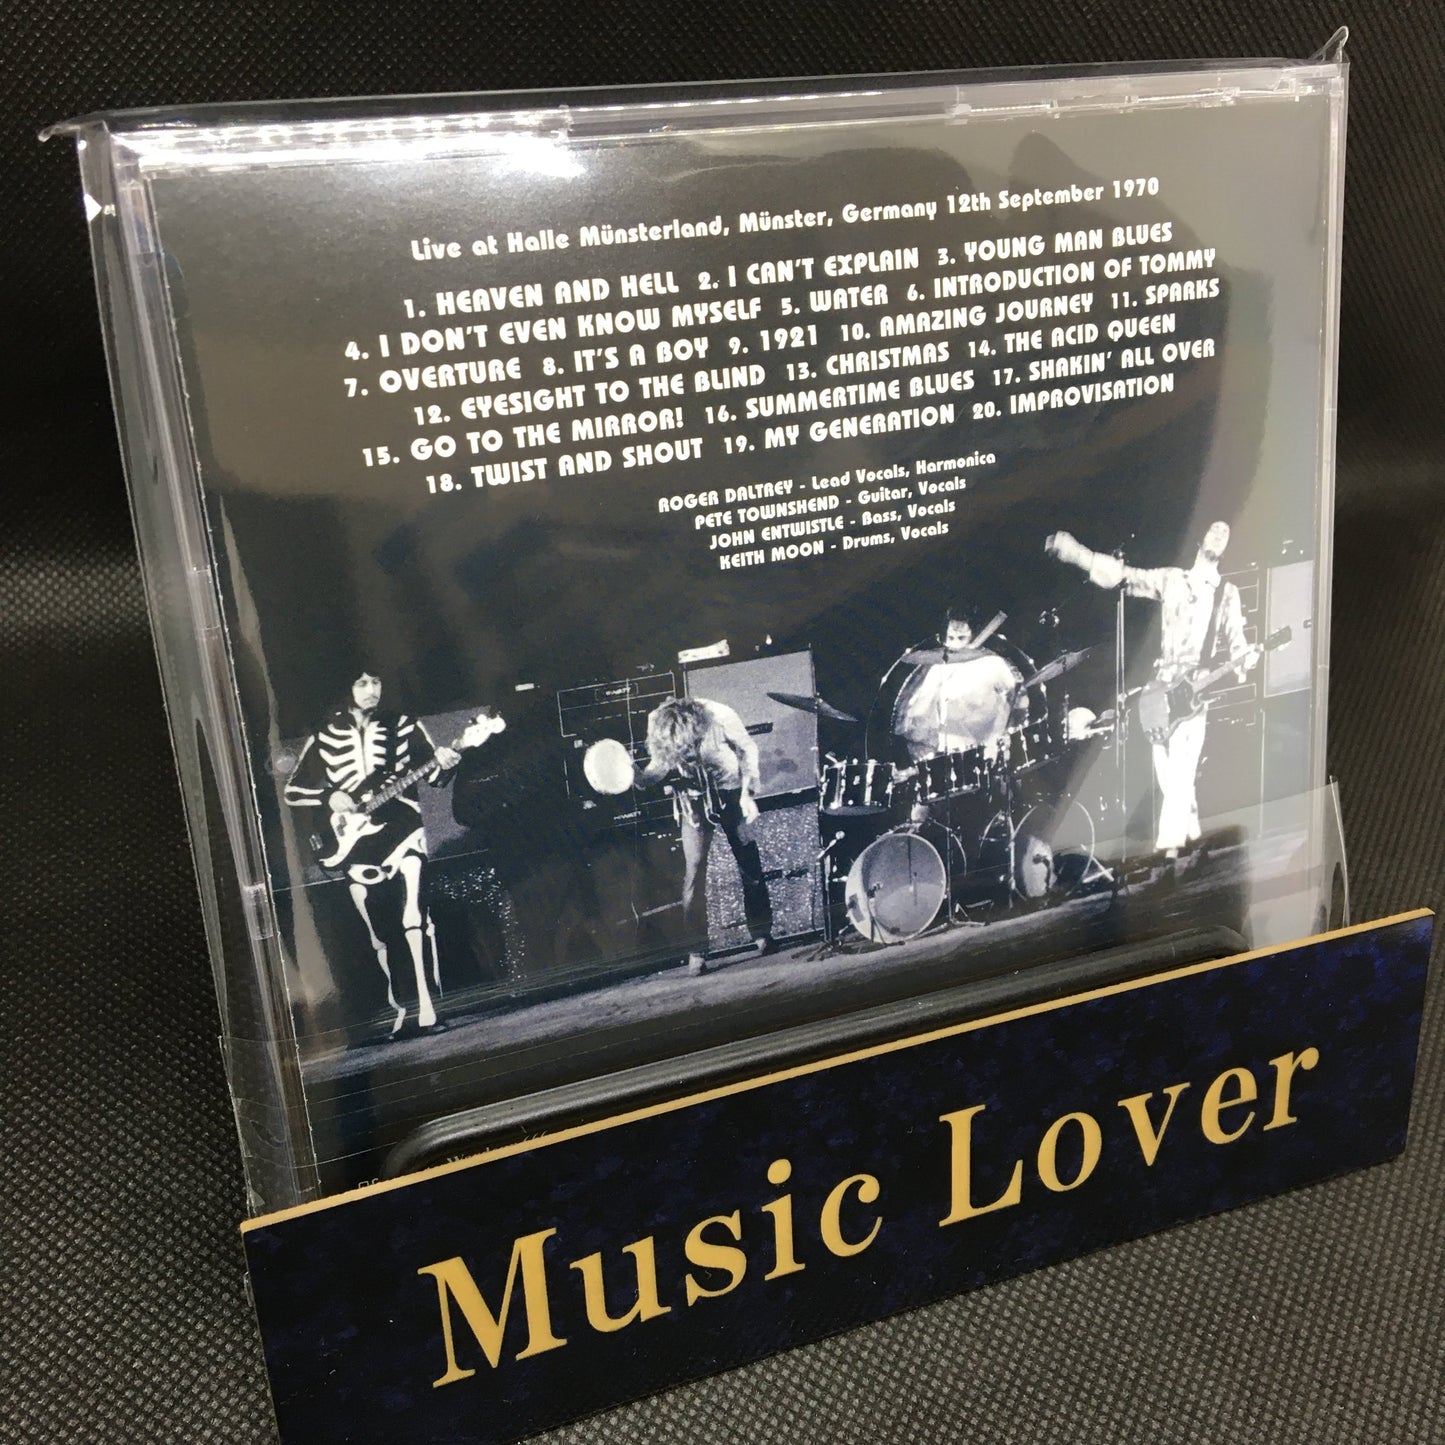 Live at Halle Münsterland, Münster, Germany 12th September 1970
1. HEAVEN AND HELL 2. I CAN'T EXPLAIN 3. YOUNG MAN BLUES
4. I DON'T EVEN KNOW MYSELF 5. WATER 6. INTRODUCTION OF TOMMY
7. OVERTURE 8. IT'S A BOY 9. 1921 10. AMAZING JOURNEY 11. SPARKS
12. EYESIGHT TO THE BLIND 13. CHRISTMAS 14. THE ACID QUEEN
15. GO TO THE MIRROR! 16. SUMMERTIME BLUES 17. SHAKIN' ALL OVER
18. TWIST AND SHOUT 19. MY GENERATION 20. IMPROVISATION
ROGER DALTREY - Lead Vocals, Harmonica
PETE TOWNSHEND - Guitar, Vocals
JOHN ENTWISTLE - Bass, Vocals
KEITH MOON - Drums, Vocals
HIWATT
Music Lover